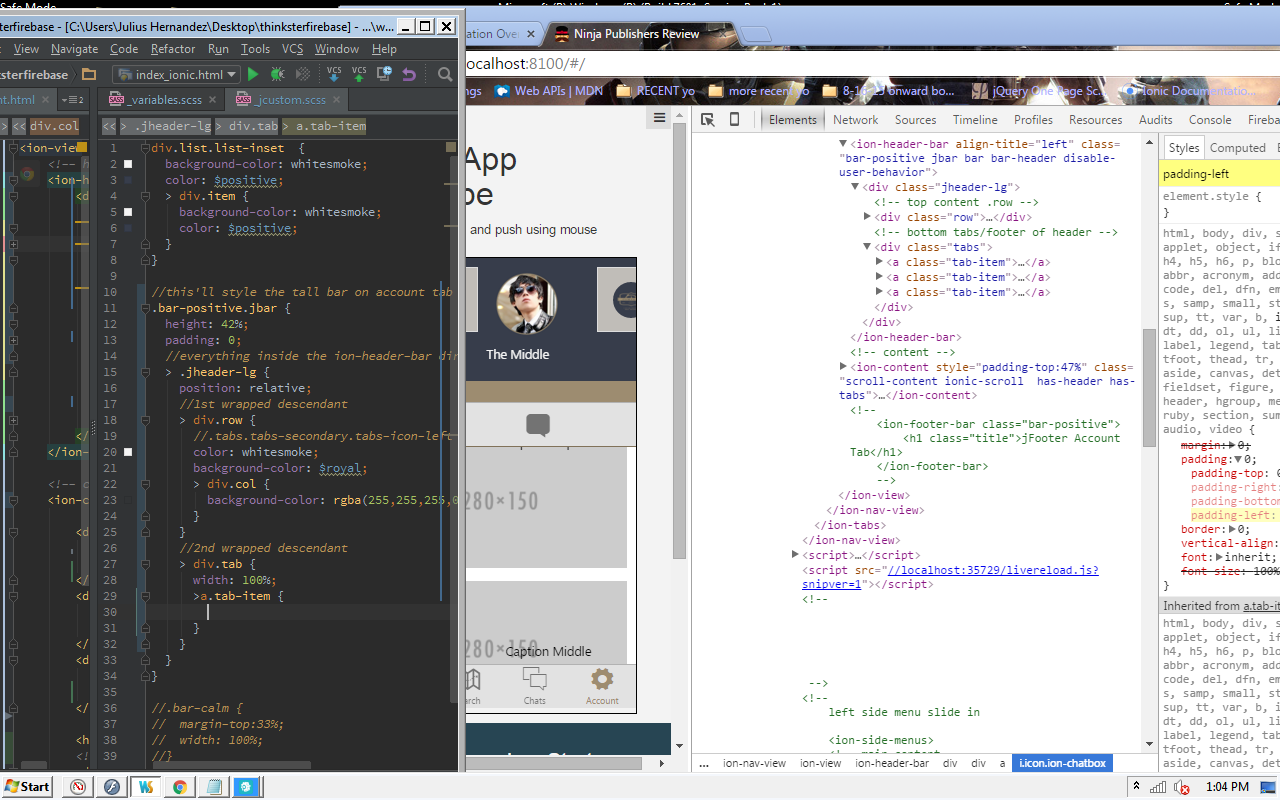 Safe Mode
Microsoft (R) Windows (R) (Build 7601: Service Pack 1)
Safe Mode
sterfirebase - [C:\Users\Julius Hernandez\Desktop\thinksterfirebase] - ...\w...
View Navigate Code Refactor Run Tools VCS Window Help
ksterfirebase
index_ionic.html
nt.html
_variables.scss
_jcustom.scss
div.col
.jheader-lg
div.tab
a.tab-item
<ion-view
<!-- h
<ion-h
<d
</
</ion-
<!-- c
<ion-c
<d
</
<d
</
<d
</
<h
<!
1 div.list.list-inset {
2 background-color: whitesmoke;
3 color: $positive;
4 > div.item {
5 background-color: whitesmoke;
6 color: $positive;
7 }
8 }
9
10 //this'll style the tall bar on account tab
11 .bar-positive.jbar {
12 height: 42%;
13 padding: 0;
14 //everything inside the ion-header-bar dir
15 > .jheader-lg {
16 position: relative;
17 //1st wrapped descendant
18 > div.row {
19 //.tabs.tabs-secondary.tabs-icon-left
20 color: whitesmoke;
21 background-color: $royal;
22 > div.col {
23 background-color: rgba(255,255,255,0
24 }
25 }
26 //2nd wrapped descendant
27 > div.tab {
28 width: 100%;
29 >a.tab-item {
30
31 }
32 }
33 }
34 }
35
36 //.bar-calm {
37 // margin-top:33%;
38 // width: 100%;
39 //}
ation Ove
Ninja Publishers Review
ocalhost:8100/#/
ngs
Web APIs | MDN
RECENT yo
more recent yo
8-16-15 onward bo...
jQuery One Page Sc...
Ionic Documentatio...
App
be
and push using mouse
The Middle
280×150
280×150
Caption Middle
arch
Chats
Account
Elements Network Sources Timeline Profiles Resources Audits Console Fireba
<ion-header-bar align-title="left" class=
"bar-positive jbar bar bar-header disable-
user-behavior">
<div class="jheader-lg">
<!-- top content .row -->
<div class="row">…</div>
<!-- bottom tabs/footer of header -->
<div class="tabs">
<a class="tab-item">…</a>
<a class="tab-item">…</a>
<a class="tab-item">…</a>
</div>
</div>
</ion-header-bar>
<!-- content -->
<ion-content style="padding-top:47%" class=
"scroll-content ionic-scroll has-header has-
tabs">…</ion-content>
<!--
<ion-footer-bar class="bar-positive">
<h1 class="title">jFooter Account
Tab</h1>
</ion-footer-bar>
-->
</ion-view>
</ion-nav-view>
</ion-tabs>
</ion-nav-view>
<script>…</script>
<script src="//localhost:35729/livereload.js?
snipver=1"></script>
<!--
-->
<!--
left side menu slide in
<ion-side-menus>
... ion-nav-view ion-view ion-header-bar div div a i.icon.ion-chatbox
Styles Computed E
padding-left
element.style {
}
html, body, div, s
applet, object, if
h4, h5, h6, p, blo
abbr, acronym, add
code, del, dfn, em
s, samp, small, st
sup, tt, var, b, i
dt, dd, ol, ul, li
label, legend, tab
tfoot, thead, tr,
aside, canvas, det
fieldset, figure,
header, hgroup, me
ruby, section, sum
audio, video {
margin: 0;
padding: 0;
padding-top: 0
padding-right:
padding-bottom
padding-left:
border: 0;
vertical-align:
font: inherit;
font-size: 100%
}
Inherited from a.tab-it
html, body, div, s
applet, object, if
h4, h5, h6, p, blo
abbr, acronym, add
code, del, dfn, em
s, samp, small, st
sup, tt, var, b, i
dt, dd, ol, ul, li
label, legend, tab
tfoot, thead, tr,
aside, canvas, det
Start
1:04 PM